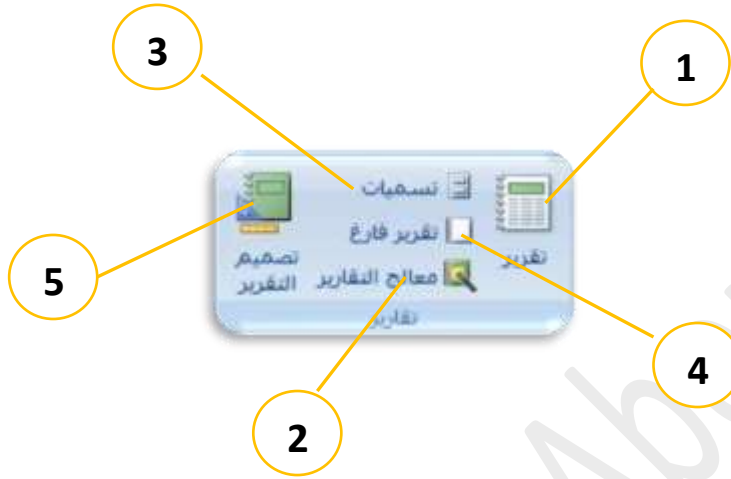 3
1
تسميات
تقرير فارغ
معالج التقارير
تقرير
تصميم
التقرير
تقارير
5
4
2